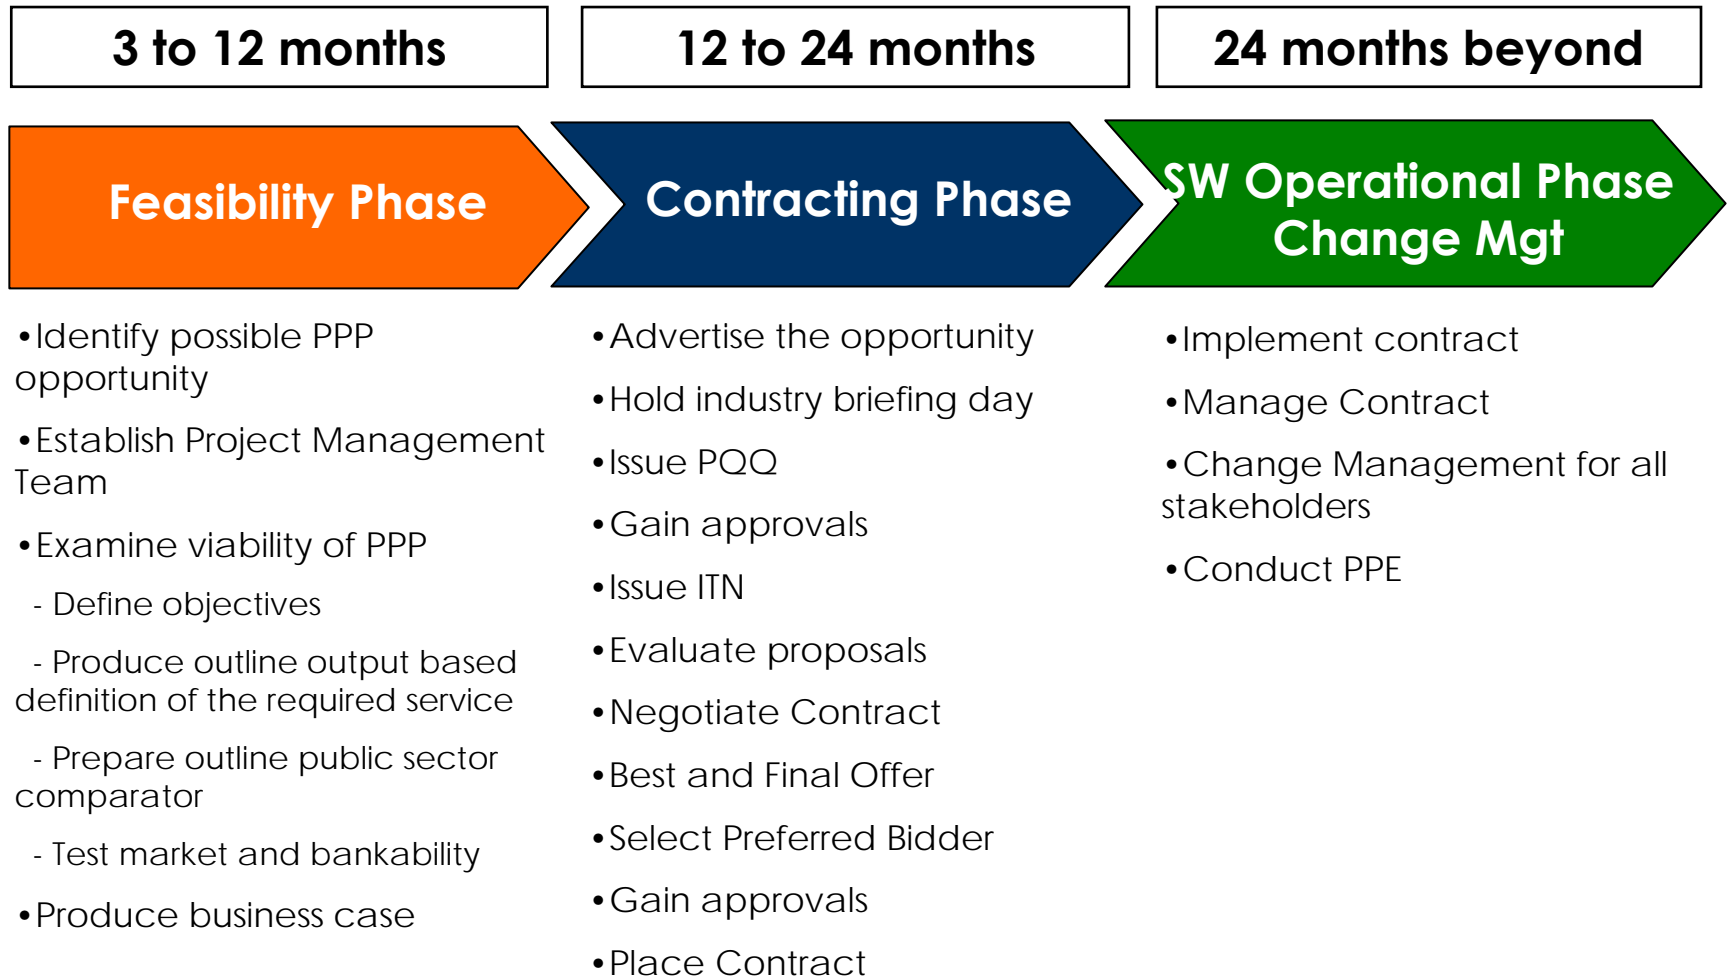 3 to 12 months
12 to 24 months
24 months beyond
Feasibility Phase
Contracting Phase
SW Operational Phase
Change Mgt
•Identify possible PPP
opportunity
•Establish Project Management
Team
•Examine viability of PPP
- Define objectives
- Produce outline output based
definition of the required service
- Prepare outline public sector
comparator
- Test market and bankability
•Produce business case
•Advertise the opportunity
•Hold industry briefing day
•Issue PQQ
•Gain approvals
•Issue ITN
•Evaluate proposals
•Negotiate Contract
•Best and Final Offer
•Select Preferred Bidder
•Gain approvals
•Place Contract
•Implement contract
•Manage Contract
•Change Management for all
stakeholders
•Conduct PPE